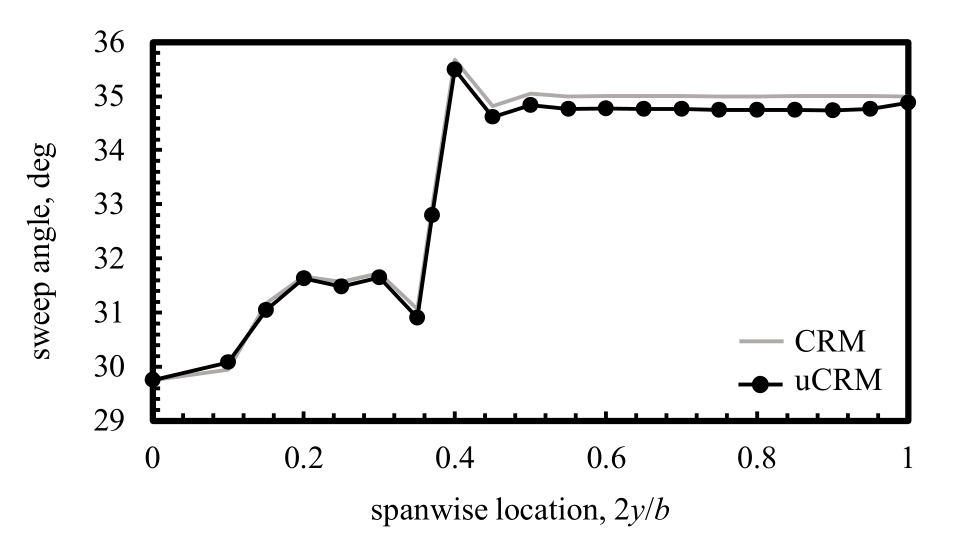 36
35
34
33
32
31
30
29
sweep angle, deg
CRM
uCRM
0 0.2 0.4 0.6 0.8 1
spanwise location, 2y/b